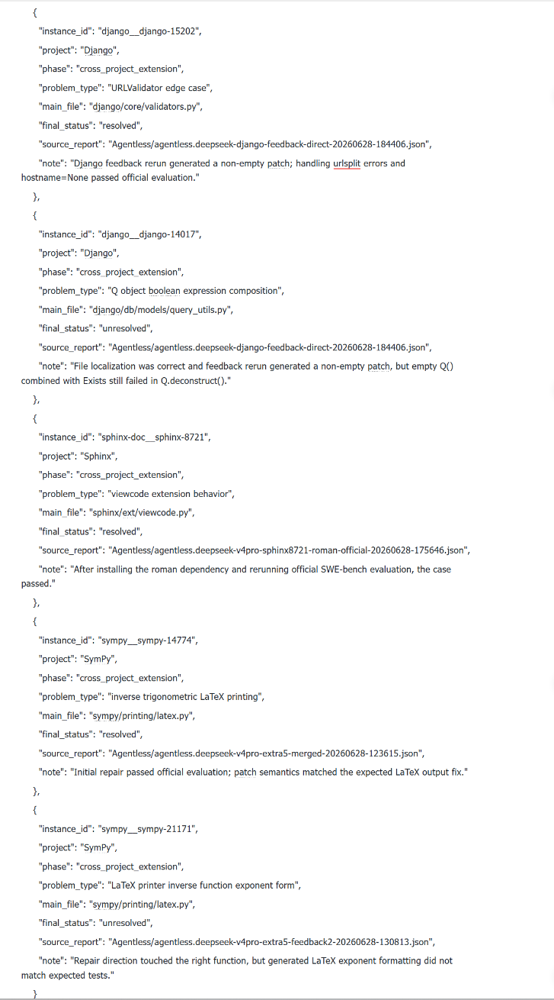 {
"instance_id": "django__django-15202",
"project": "Django",
"phase": "cross_project_extension",
"problem_type": "URLValidator edge case",
"main_file": "django/core/validators.py",
"final_status": "resolved",
"source_report": "Agentless/agentless.deepseek-django-feedback-direct-20260628-184406.json",
"note": "Django feedback rerun generated a non-empty patch; handling urlsplit errors and
hostname=None passed official evaluation."
},
{
"instance_id": "django__django-14017",
"project": "Django",
"phase": "cross_project_extension",
"problem_type": "Q object boolean expression composition",
"main_file": "django/db/models/query_utils.py",
"final_status": "unresolved",
"source_report": "Agentless/agentless.deepseek-django-feedback-direct-20260628-184406.json",
"note": "File localization was correct and feedback rerun generated a non-empty patch, but empty Q()
combined with Exists still failed in Q.deconstruct()."
},
{
"instance_id": "sphinx-doc__sphinx-8721",
"project": "Sphinx",
"phase": "cross_project_extension",
"problem_type": "viewcode extension behavior",
"main_file": "sphinx/ext/viewcode.py",
"final_status": "resolved",
"source_report": "Agentless/agentless.deepseek-v4pro-sphinx8721-roman-official-20260628-175646.json",
"note": "After installing the roman dependency and rerunning official SWE-bench evaluation, the case
passed."
},
{
"instance_id": "sympy__sympy-14774",
"project": "SymPy",
"phase": "cross_project_extension",
"problem_type": "inverse trigonometric LaTeX printing",
"main_file": "sympy/printing/latex.py",
"final_status": "resolved",
"source_report": "Agentless/agentless.deepseek-v4pro-extra5-merged-20260628-123615.json",
"note": "Initial repair passed official evaluation; patch semantics matched the expected LaTeX output fix."
},
{
"instance_id": "sympy__sympy-21171",
"project": "SymPy",
"phase": "cross_project_extension",
"problem_type": "LaTeX printer inverse function exponent form",
"main_file": "sympy/printing/latex.py",
"final_status": "unresolved",
"source_report": "Agentless/agentless.deepseek-v4pro-extra5-feedback2-20260628-130813.json",
"note": "Repair direction touched the right function, but generated LaTeX exponent formatting did not
match expected tests."
}